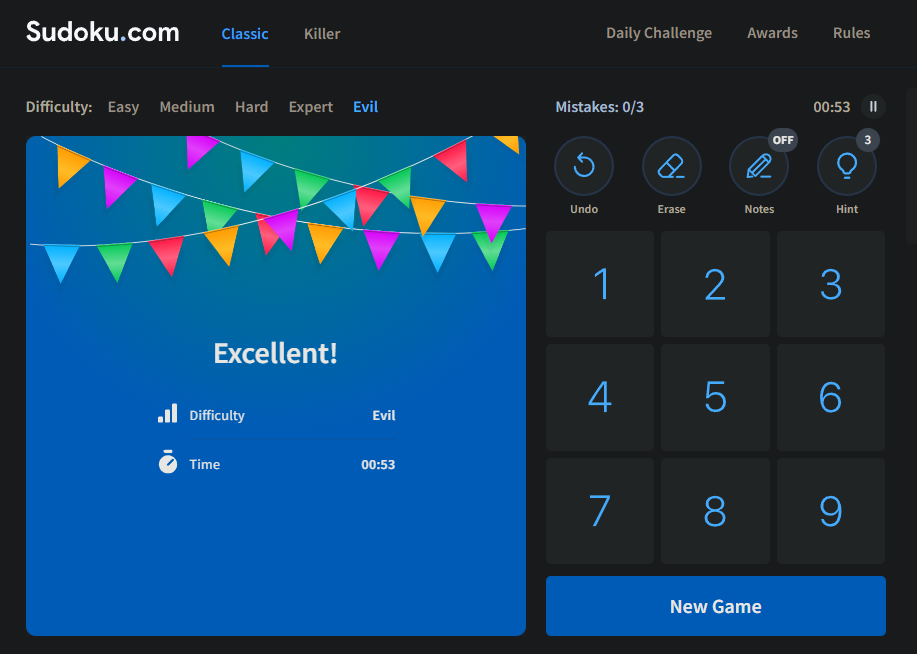 Sudoku.com Classic Killer Daily Challenge Awards Rules
Difficulty: Easy Medium Hard Expert Evil
Mistakes: 0/3 00:53
OFF 3
Undo Erase Notes Hint
Excellent!
Difficulty Evil
Time 00:53
1 2 3
4 5 6
7 8 9
New Game